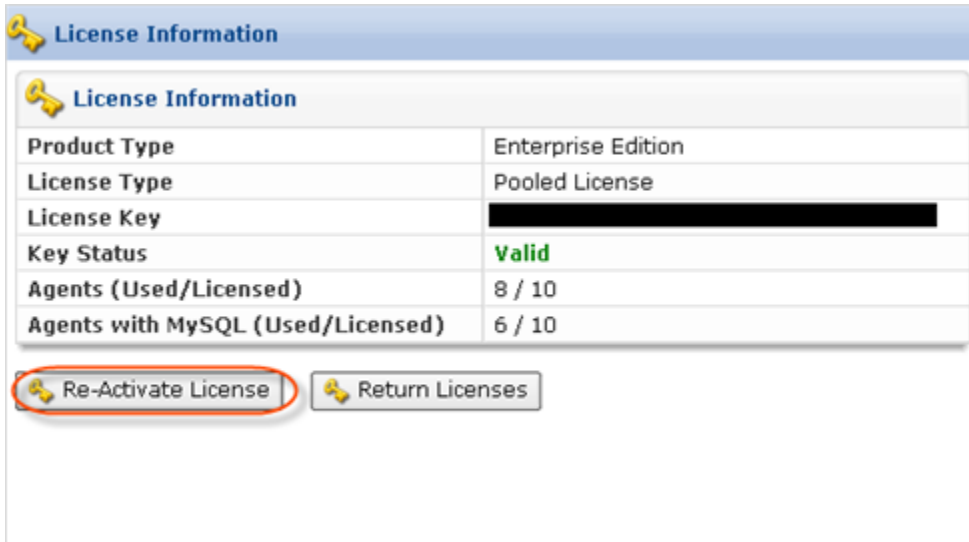 License Information
License Information
Product Type Enterprise Edition
License Type Pooled License
License Key
Key Status Valid
Agents (Used/Licensed) 8 / 10
Agents with MySQL (Used/Licensed) 6 / 10
Re-Activate License Return Licenses